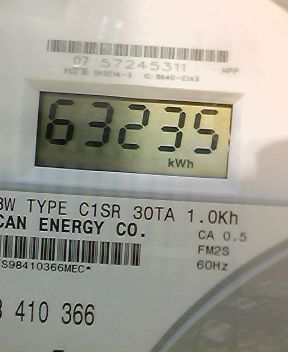 07 57245311
HPP
63235
kWh
3W TYPE C1SR 30TA 1.0Kh
CAN ENERGY CO.
CA 0.5
FM2S
60Hz
S98410366MEC*
410 366